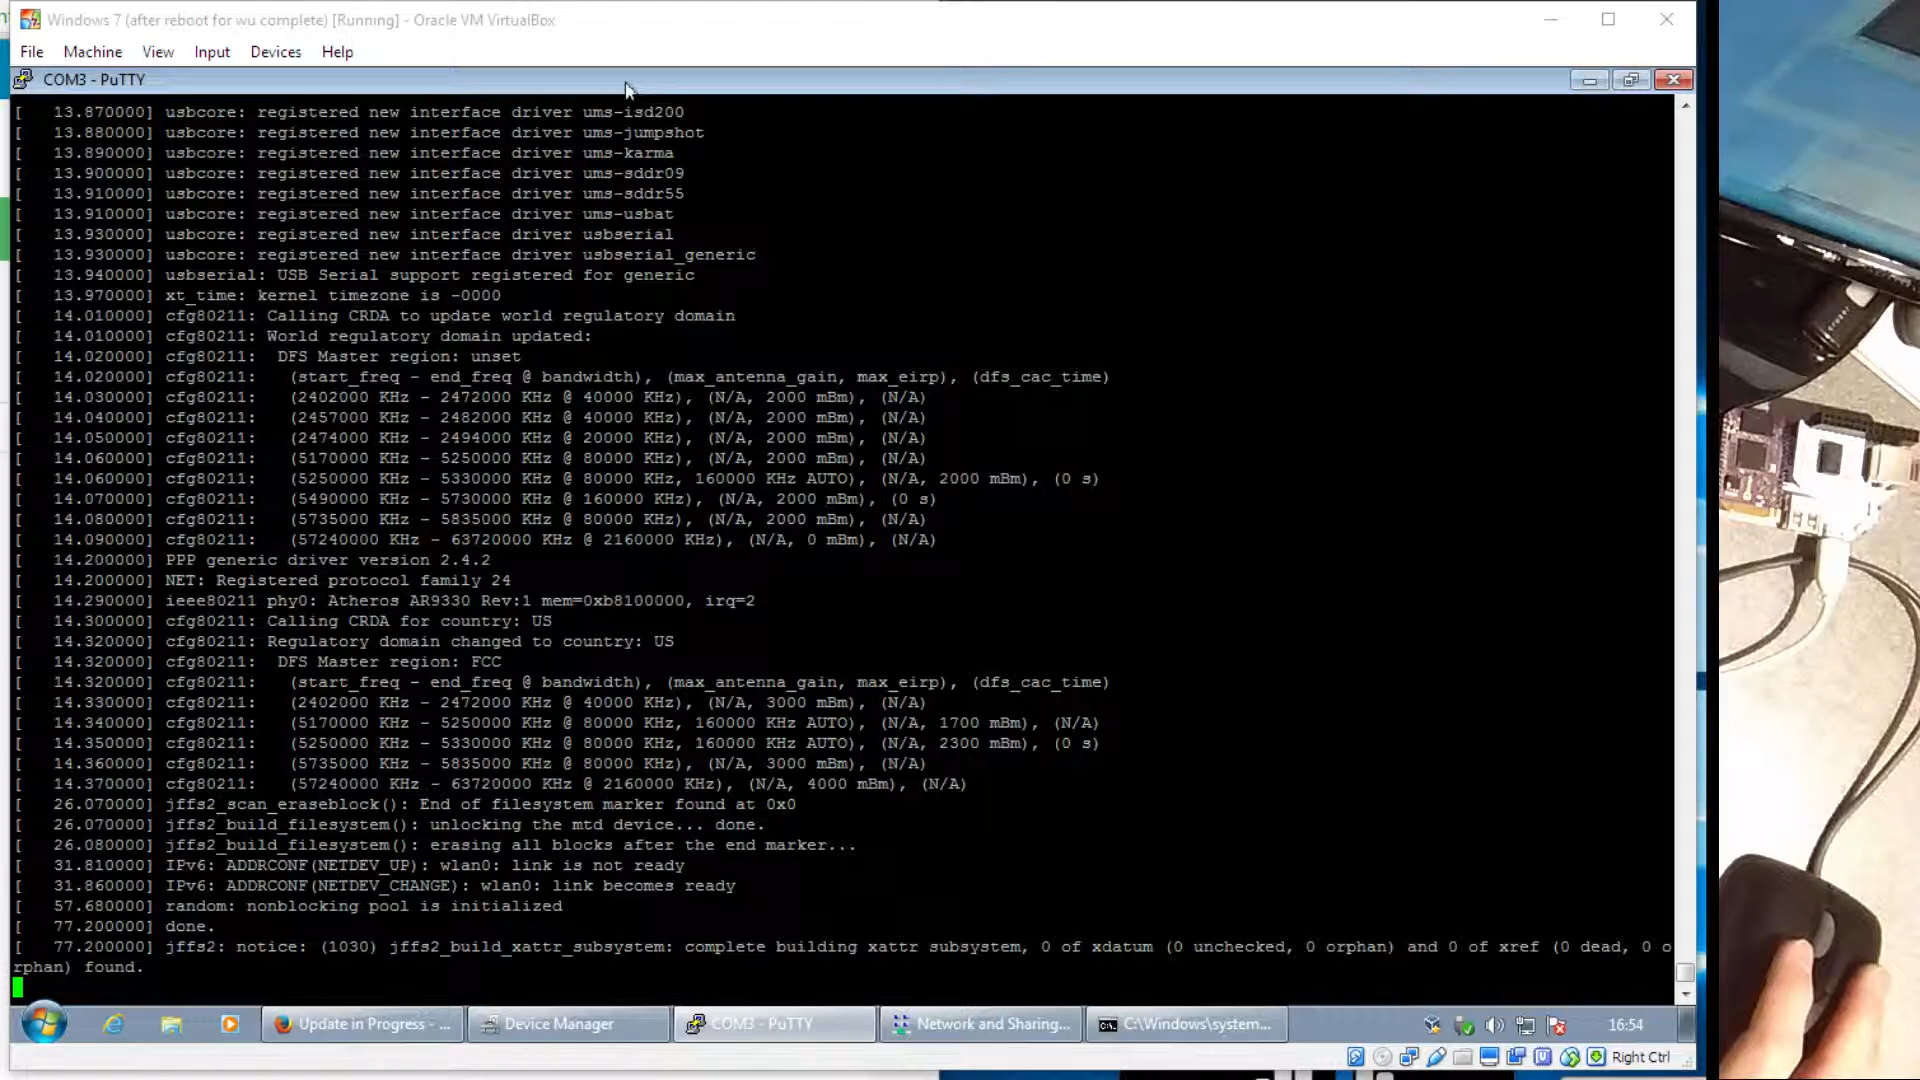 Windows 7 (after reboot for wu complete) [Running] - Oracle VM VirtualBox
File Machine View Input Devices Help
COM3 - PuTTY
[   13.870000] usbcore: registered new interface driver ums-isd200
[   13.880000] usbcore: registered new interface driver ums-jumpshot
[   13.890000] usbcore: registered new interface driver ums-karma
[   13.900000] usbcore: registered new interface driver ums-sddr09
[   13.910000] usbcore: registered new interface driver ums-sddr55
[   13.910000] usbcore: registered new interface driver ums-usbat
[   13.930000] usbcore: registered new interface driver usbserial
[   13.930000] usbcore: registered new interface driver usbserial_generic
[   13.940000] usbserial: USB Serial support registered for generic
[   13.970000] xt_time: kernel timezone is -0000
[   14.010000] cfg80211: Calling CRDA to update world regulatory domain
[   14.010000] cfg80211: World regulatory domain updated:
[   14.020000] cfg80211:  DFS Master region: unset
[   14.020000] cfg80211:   (start_freq - end_freq @ bandwidth), (max_antenna_gain, max_eirp), (dfs_cac_time)
[   14.030000] cfg80211:   (2402000 KHz - 2472000 KHz @ 40000 KHz), (N/A, 2000 mBm), (N/A)
[   14.040000] cfg80211:   (2457000 KHz - 2482000 KHz @ 40000 KHz), (N/A, 2000 mBm), (N/A)
[   14.050000] cfg80211:   (2474000 KHz - 2494000 KHz @ 20000 KHz), (N/A, 2000 mBm), (N/A)
[   14.060000] cfg80211:   (5170000 KHz - 5250000 KHz @ 80000 KHz), (N/A, 2000 mBm), (N/A)
[   14.060000] cfg80211:   (5250000 KHz - 5330000 KHz @ 80000 KHz, 160000 KHz AUTO), (N/A, 2000 mBm), (0 s)
[   14.070000] cfg80211:   (5490000 KHz - 5730000 KHz @ 160000 KHz), (N/A, 2000 mBm), (0 s)
[   14.080000] cfg80211:   (5735000 KHz - 5835000 KHz @ 80000 KHz), (N/A, 2000 mBm), (N/A)
[   14.090000] cfg80211:   (57240000 KHz - 63720000 KHz @ 2160000 KHz), (N/A, 0 mBm), (N/A)
[   14.200000] PPP generic driver version 2.4.2
[   14.200000] NET: Registered protocol family 24
[   14.290000] ieee80211 phy0: Atheros AR9330 Rev:1 mem=0xb8100000, irq=2
[   14.300000] cfg80211: Calling CRDA for country: US
[   14.320000] cfg80211: Regulatory domain changed to country: US
[   14.320000] cfg80211:  DFS Master region: FCC
[   14.320000] cfg80211:   (start_freq - end_freq @ bandwidth), (max_antenna_gain, max_eirp), (dfs_cac_time)
[   14.330000] cfg80211:   (2402000 KHz - 2472000 KHz @ 40000 KHz), (N/A, 3000 mBm), (N/A)
[   14.340000] cfg80211:   (5170000 KHz - 5250000 KHz @ 80000 KHz, 160000 KHz AUTO), (N/A, 1700 mBm), (N/A)
[   14.350000] cfg80211:   (5250000 KHz - 5330000 KHz @ 80000 KHz, 160000 KHz AUTO), (N/A, 2300 mBm), (0 s)
[   14.360000] cfg80211:   (5735000 KHz - 5835000 KHz @ 80000 KHz), (N/A, 3000 mBm), (N/A)
[   14.370000] cfg80211:   (57240000 KHz - 63720000 KHz @ 2160000 KHz), (N/A, 4000 mBm), (N/A)
[   26.070000] jffs2_scan_eraseblock(): End of filesystem marker found at 0x0
[   26.070000] jffs2_build_filesystem(): unlocking the mtd device... done.
[   26.080000] jffs2_build_filesystem(): erasing all blocks after the end marker...
[   31.810000] IPv6: ADDRCONF(NETDEV_UP): wlan0: link is not ready
[   31.860000] IPv6: ADDRCONF(NETDEV_CHANGE): wlan0: link becomes ready
[   57.680000] random: nonblocking pool is initialized
[   77.200000] done.
[   77.200000] jffs2: notice: (1030) jffs2_build_xattr_subsystem: complete building xattr subsystem, 0 of xdatum (0 unchecked, 0 orphan) and 0 of xref (0 dead, 0 o
rphan) found.
Update in Progress - ... Device Manager COM3 - PuTTY Network and Sharing... C:\Windows\system... 16:54
Right Ctrl